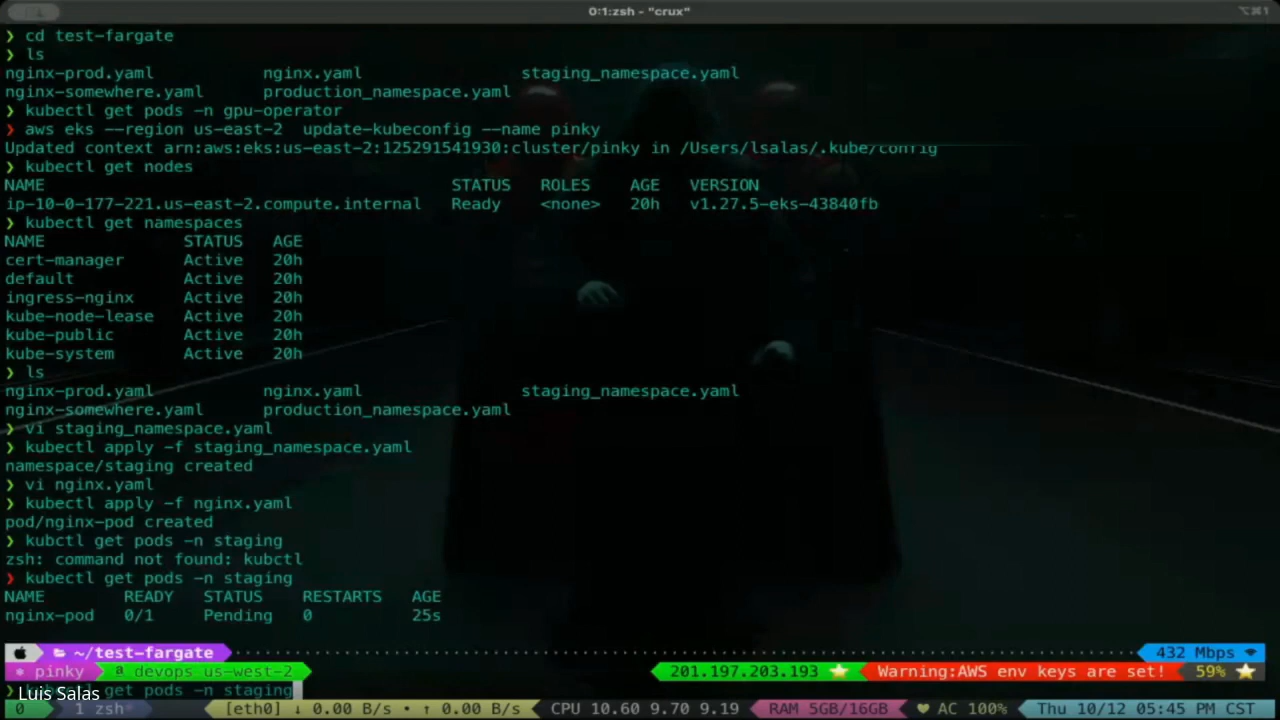 0:1:zsh - "crux"
⌥⌘1
❯ cd test-fargate
❯ ls
nginx-prod.yaml nginx.yaml staging_namespace.yaml
nginx-somewhere.yaml production_namespace.yaml
❯ kubectl get pods -n gpu-operator
❯ aws eks --region us-east-2  update-kubeconfig --name pinky
Updated context arn:aws:eks:us-east-2:125291541930:cluster/pinky in /Users/lsalas/.kube/config
❯ kubectl get nodes
NAME STATUS ROLES AGE VERSION
ip-10-0-177-221.us-east-2.compute.internal Ready <none> 20h v1.27.5-eks-43840fb
❯ kubectl get namespaces
NAME STATUS AGE
cert-manager Active 20h
default Active 20h
ingress-nginx Active 20h
kube-node-lease Active 20h
kube-public Active 20h
kube-system Active 20h
❯ ls
nginx-prod.yaml nginx.yaml staging_namespace.yaml
nginx-somewhere.yaml production_namespace.yaml
❯ vi staging_namespace.yaml
❯ kubectl apply -f staging_namespace.yaml
namespace/staging created
❯ vi nginx.yaml
❯ kubectl apply -f nginx.yaml
pod/nginx-pod created
❯ kubctl get pods -n staging
zsh: command not found: kubctl
❯ kubectl get pods -n staging
NAME READY STATUS RESTARTS AGE
nginx-pod 0/1 Pending 0 25s
~/test-fargate 432 Mbps
pinky devops us-west-2 201.197.203.193 Warning:AWS env keys are set! 59%
get pods -n staging
Luis Salas
0 1 zsh* [eth0] ↓ 0.00 B/s • ↑ 0.00 B/s CPU 10.60 9.70 9.19 RAM 5GB/16GB ♥ AC 100% Thu 10/12 05:45 PM CST